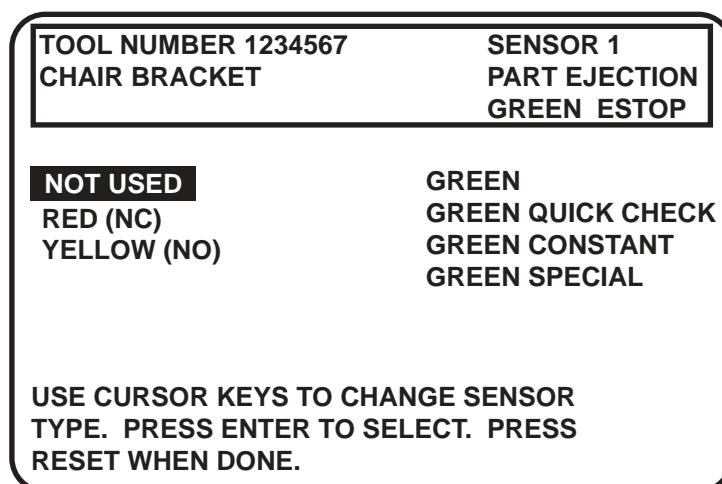 TOOL NUMBER 1234567
CHAIR BRACKET
SENSOR 1
PART EJECTION
GREEN ESTOP
NOT USED
RED (NC)
YELLOW (NO)
GREEN
GREEN QUICK CHECK
GREEN CONSTANT
GREEN SPECIAL
USE CURSOR KEYS TO CHANGE SENSOR
TYPE. PRESS ENTER TO SELECT. PRESS
RESET WHEN DONE.